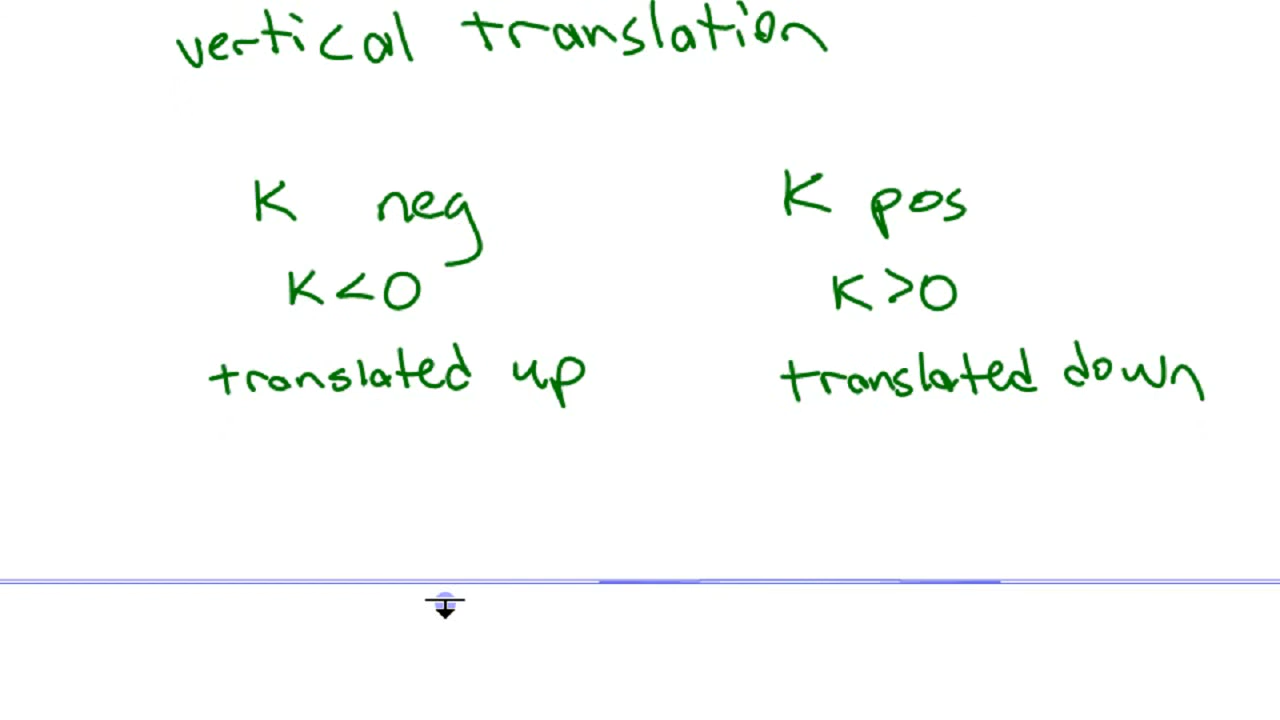 vertical translation
K neg
K pos
K < 0
K > 0
translated up
translated down